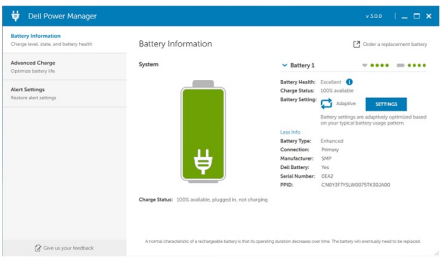 Dell Power Manager
v 3.0.0
Battery Information
Charge level, state, and battery health
Advanced Charge
Optimize battery life
Alert Settings
Restore alert settings
Give us your feedback
Battery Information
Order a replacement battery
System
Charge Status: 100% available, plugged in, not charging
Battery 1
Battery Health: Excellent
Charge Status: 100% available
Battery Setting: Adaptive SETTINGS
Battery settings are adaptively optimized based
on your typical battery usage pattern
Less info
Battery Type: Enhanced
Connection: Primary
Manufacturer: SMP
Dell Battery: Yes
Serial Number: EEA2
PPID:
A normal characteristic of a rechargeable battery is that its operating duration decreases over time. The battery will eventually need to be replaced.